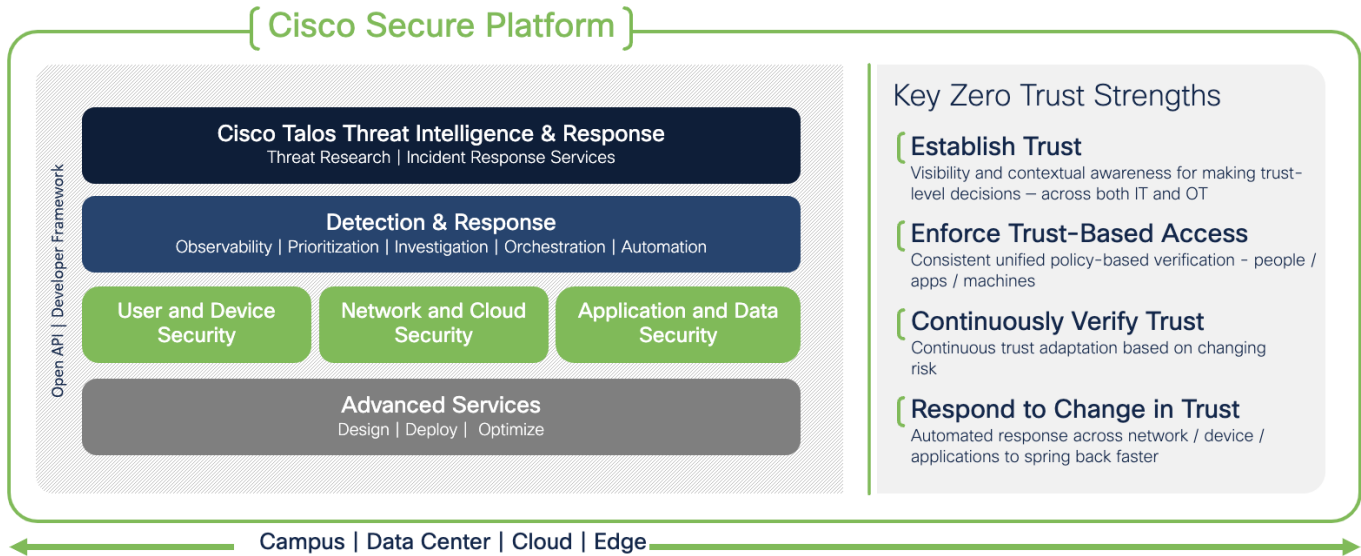 Cisco Secure Platform
Open API | Developer Framework
Cisco Talos Threat Intelligence & Response
Threat Research | Incident Response Services
Detection & Response
Observability | Prioritization | Investigation | Orchestration | Automation
User and Device
Security
Network and Cloud
Security
Application and Data
Security
Advanced Services
Design | Deploy | Optimize
Key Zero Trust Strengths
Establish Trust
Visibility and contextual awareness for making trust-
level decisions – across both IT and OT
Enforce Trust-Based Access
Consistent unified policy-based verification - people /
apps / machines
Continuously Verify Trust
Continuous trust adaptation based on changing
risk
Respond to Change in Trust
Automated response across network / device /
applications to spring back faster
Campus | Data Center | Cloud | Edge